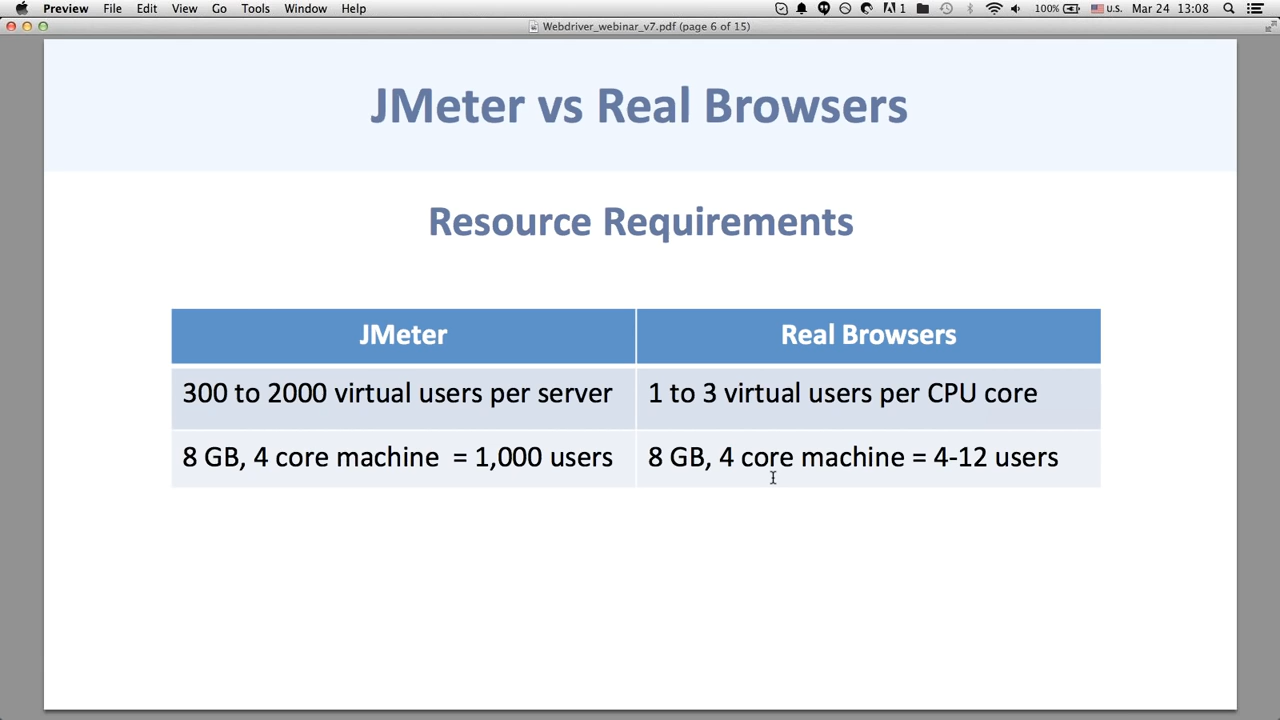 Preview File Edit View Go Tools Window Help 1 100% U.S. Mar 24 13:08
Webdriver_webinar_v7.pdf (page 6 of 15)
JMeter vs Real Browsers
Resource Requirements
JMeter Real Browsers
300 to 2000 virtual users per server 1 to 3 virtual users per CPU core
8 GB, 4 core machine = 1,000 users 8 GB, 4 core machine = 4-12 users